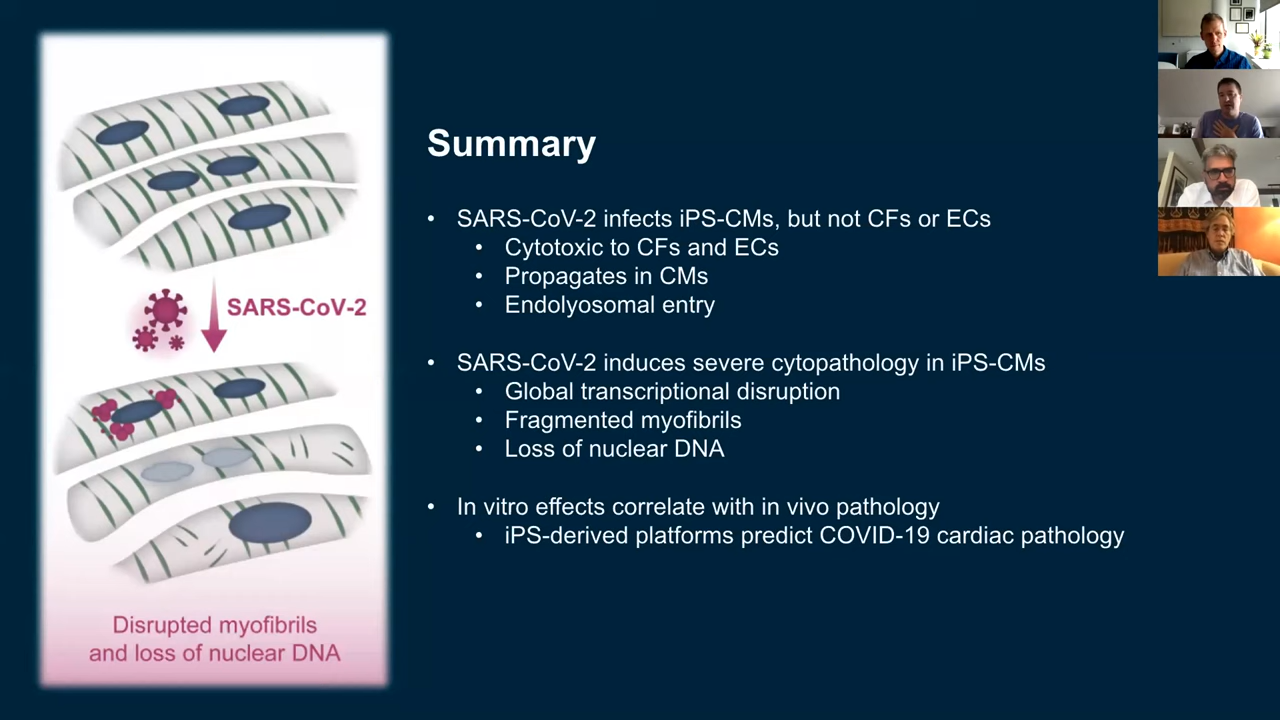 Summary
• SARS-CoV-2 infects iPS-CMs, but not CFs or ECs
• Cytotoxic to CFs and ECs
• Propagates in CMs
• Endolyosomal entry
• SARS-CoV-2 induces severe cytopathology in iPS-CMs
• Global transcriptional disruption
• Fragmented myofibrils
• Loss of nuclear DNA
• In vitro effects correlate with in vivo pathology
• iPS-derived platforms predict COVID-19 cardiac pathology
SARS-CoV-2
Disrupted myofibrils
and loss of nuclear DNA